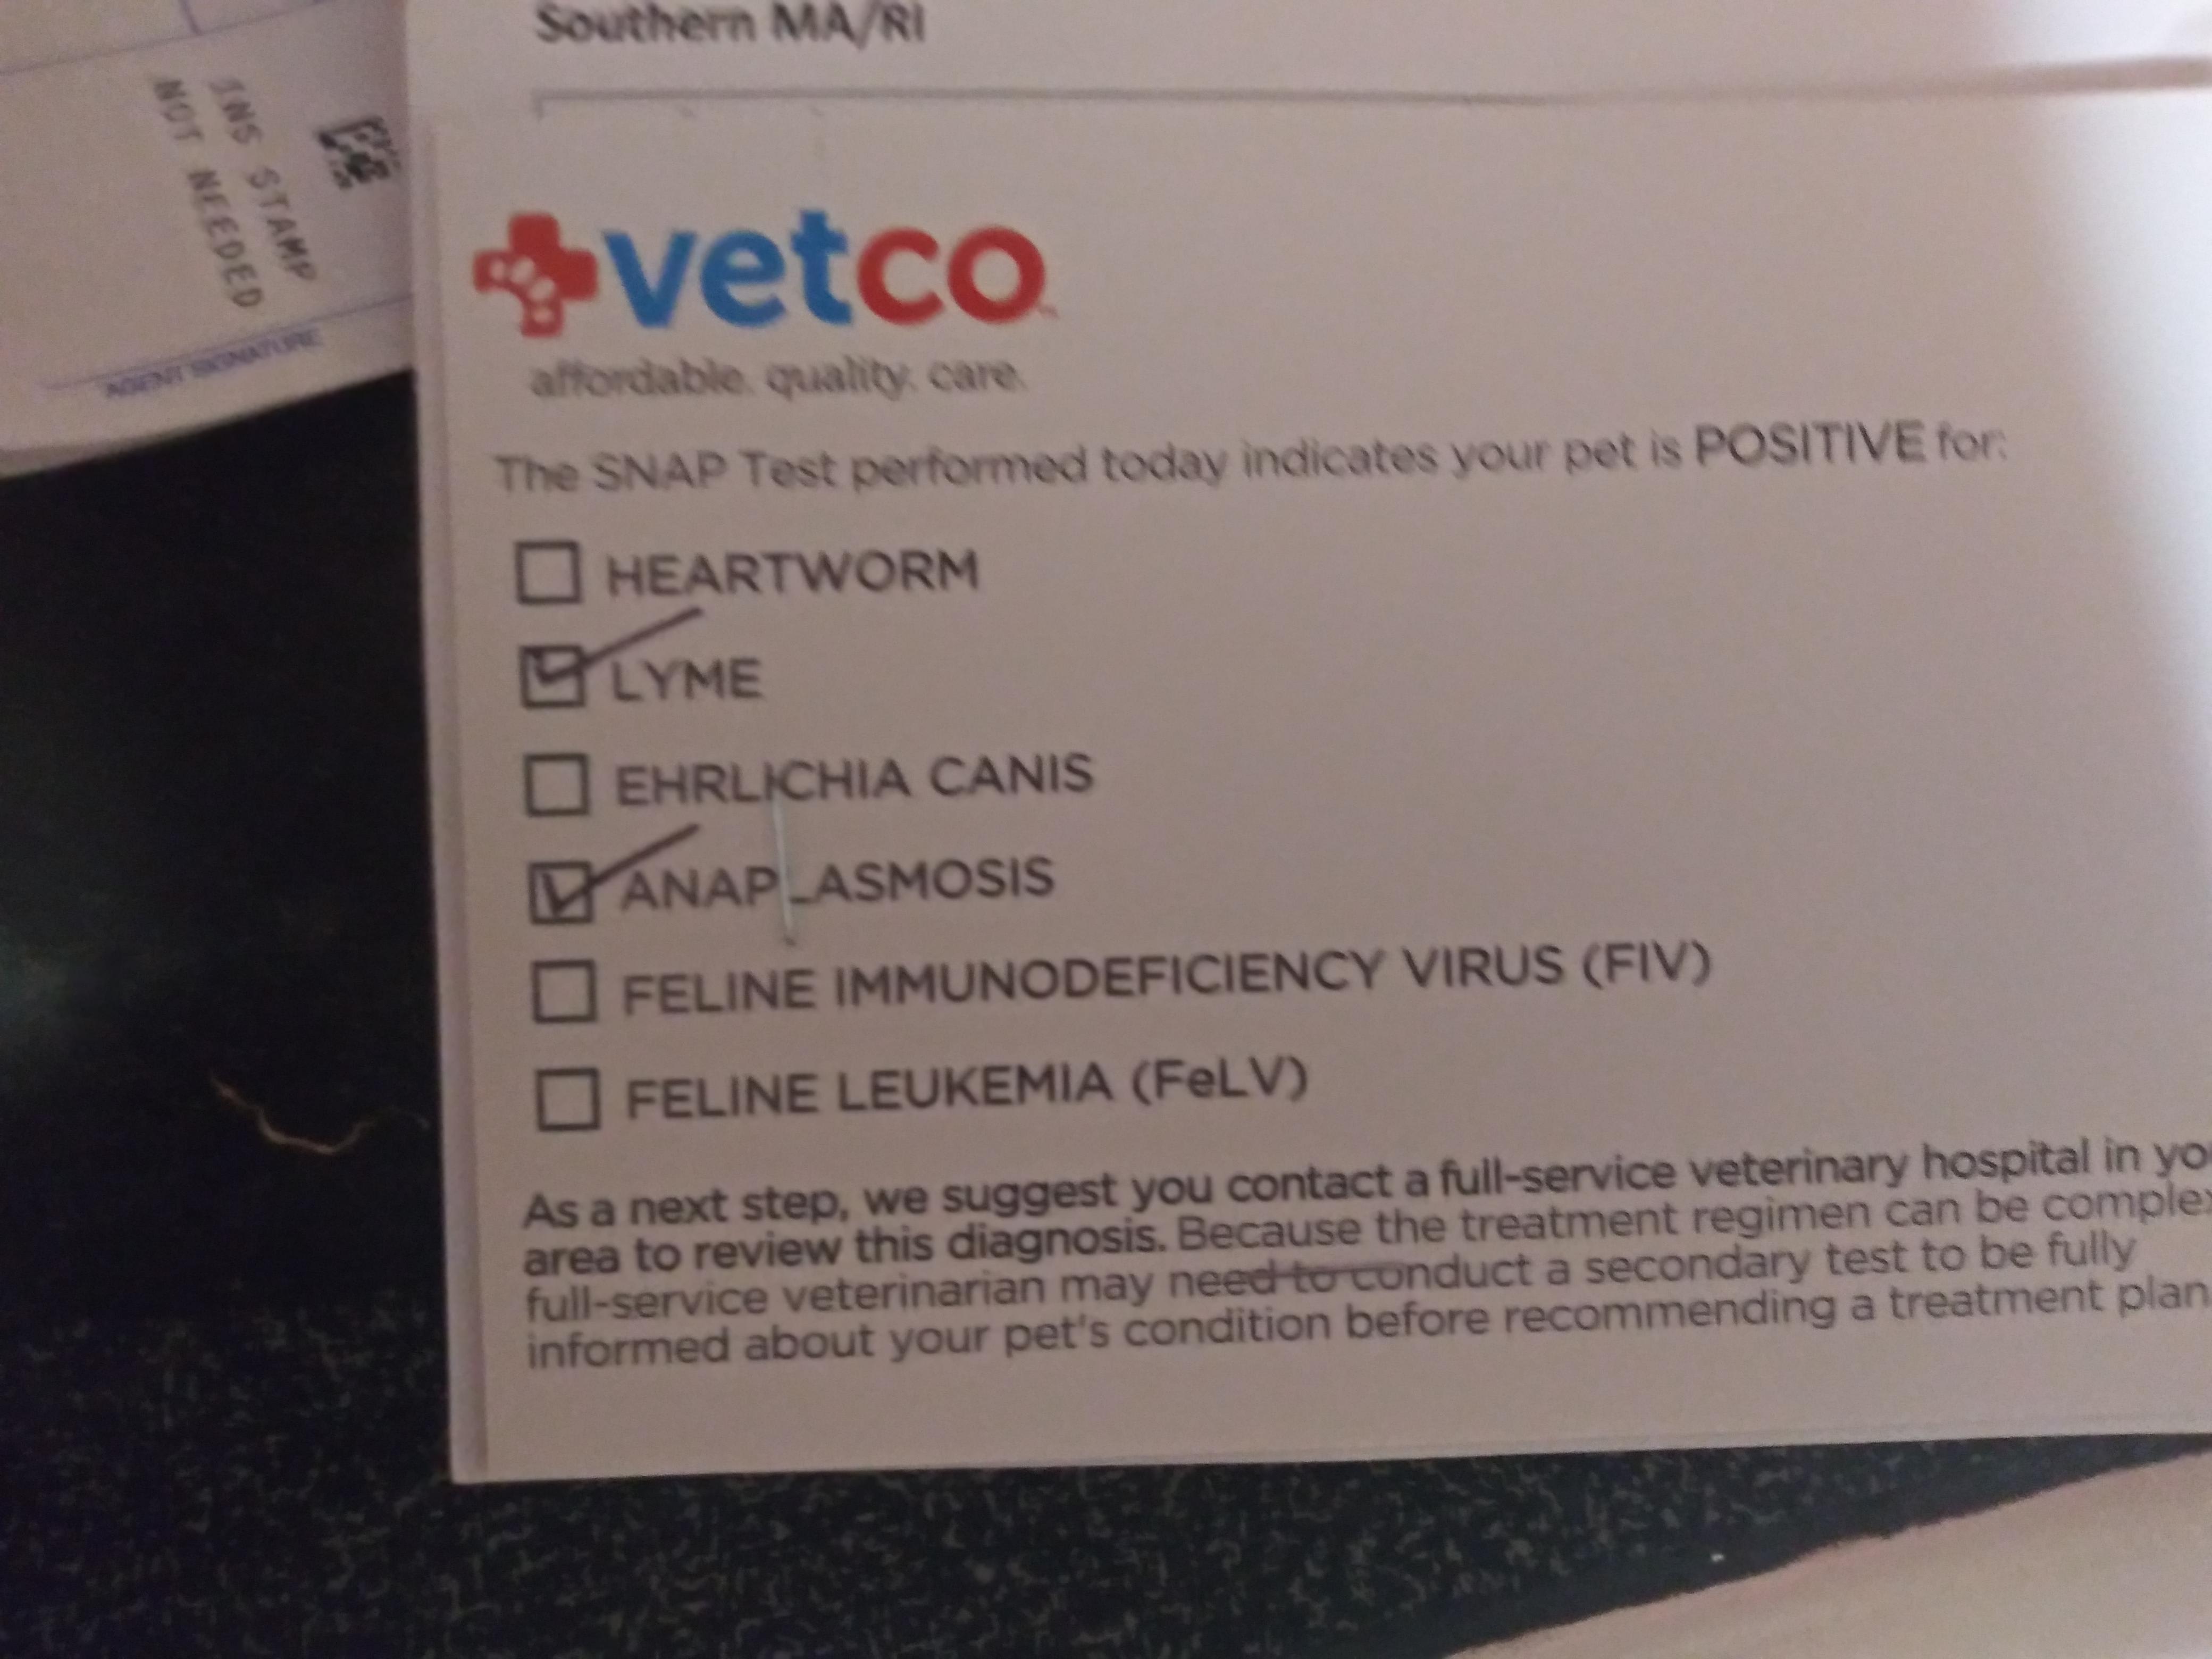 Southern MA/RI
INS STAMP
NOT NEEDED
AGENT SIGNATURE
vetco
affordable. quality. care.
The SNAP Test performed today indicates your pet is POSITIVE for:
HEARTWORM
LYME
EHRLICHIA CANIS
ANAPLASMOSIS
FELINE IMMUNODEFICIENCY VIRUS (FIV)
FELINE LEUKEMIA (FeLV)
As a next step, we suggest you contact a full-service veterinary hospital in yo
area to review this diagnosis. Because the treatment regimen can be comple
full-service veterinarian may need to conduct a secondary test to be fully
informed about your pet's condition before recommending a treatment plan